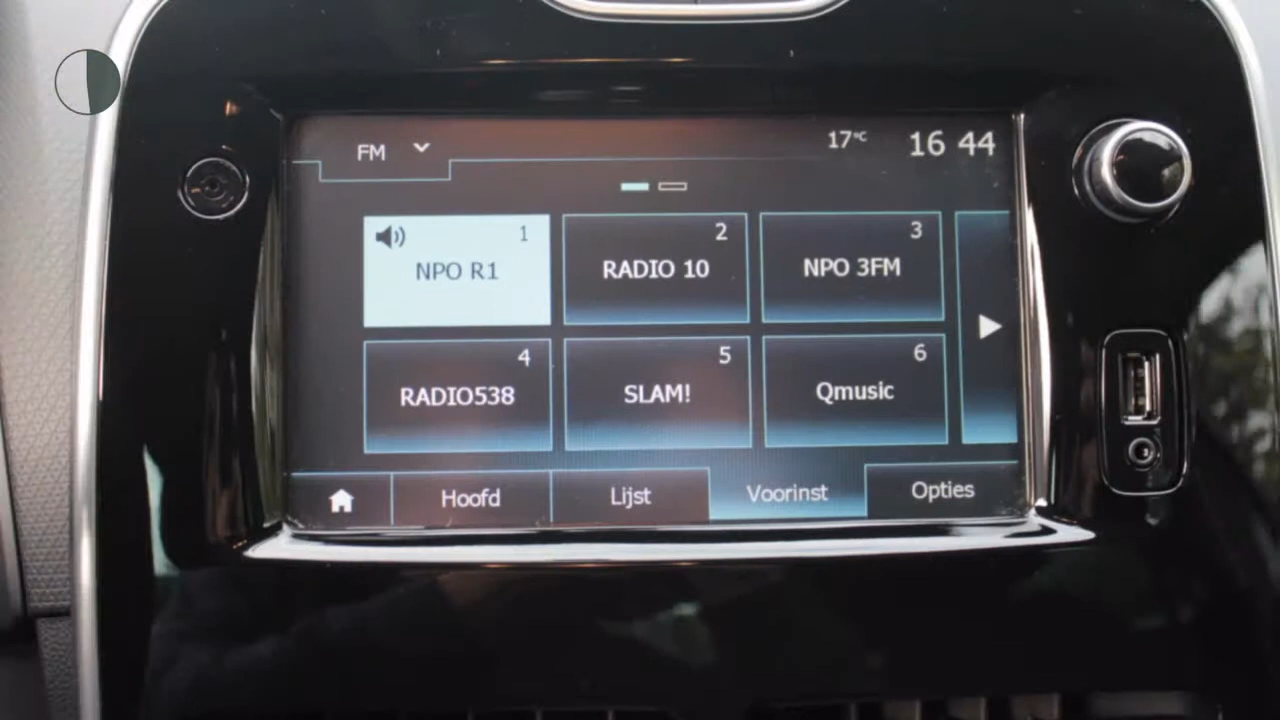 FM
17°C
16 44
1
NPO R1
2
RADIO 10
3
NPO 3FM
4
RADIO538
5
SLAM!
6
Qmusic
Hoofd
Lijst
Voorinst
Opties